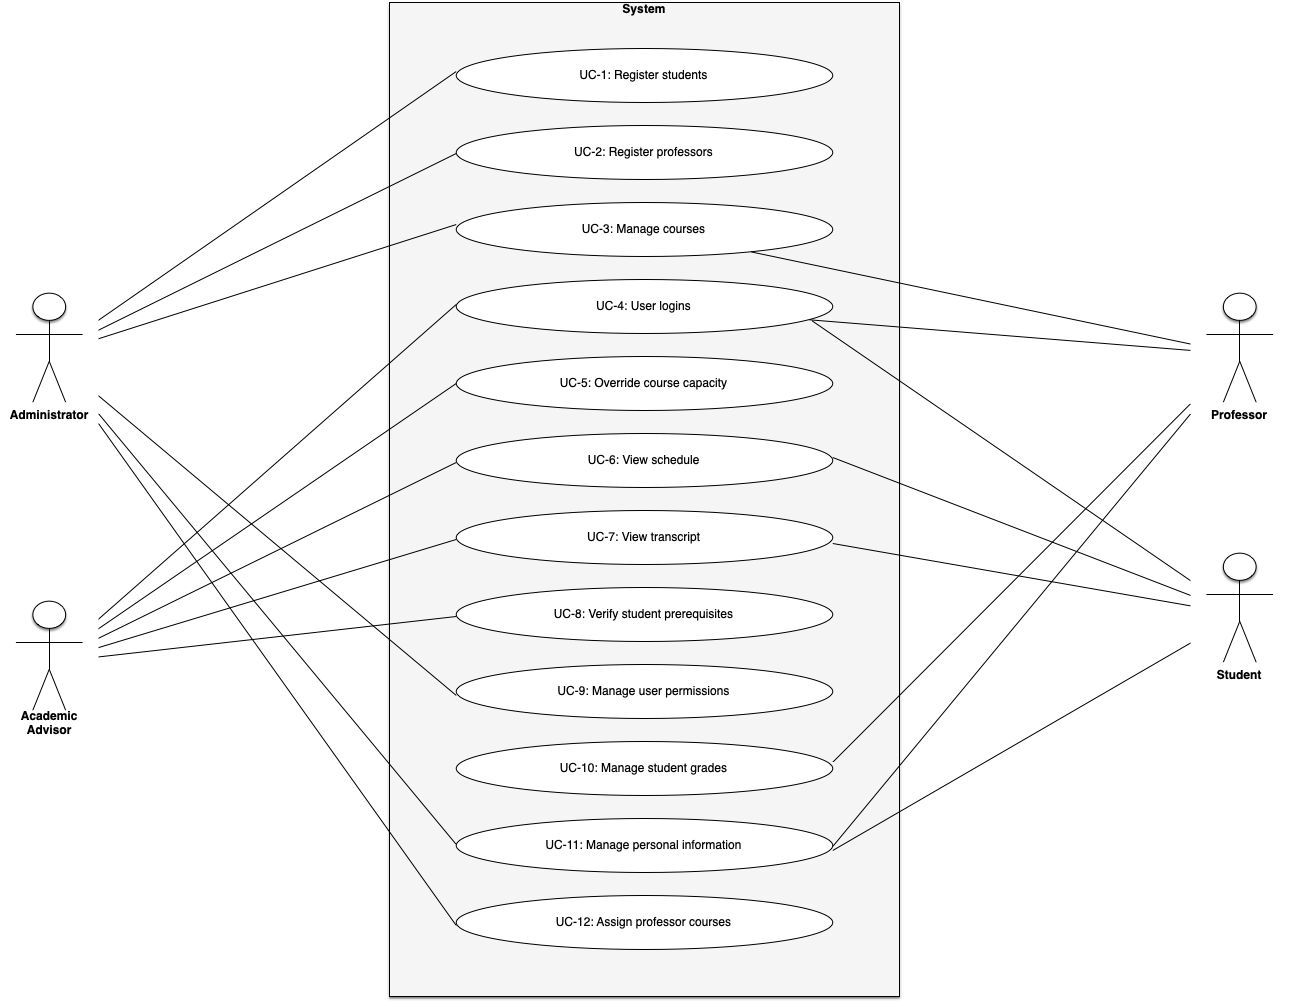 System
UC-1: Register students
UC-2: Register professors
UC-3: Manage courses
UC-4: User logins
UC-5: Override course capacity
UC-6: View schedule
UC-7: View transcript
UC-8: Verify student prerequisites
UC-9: Manage user permissions
UC-10: Manage student grades
UC-11: Manage personal information
UC-12: Assign professor courses
Administrator
Academic
Advisor
Professor
Student